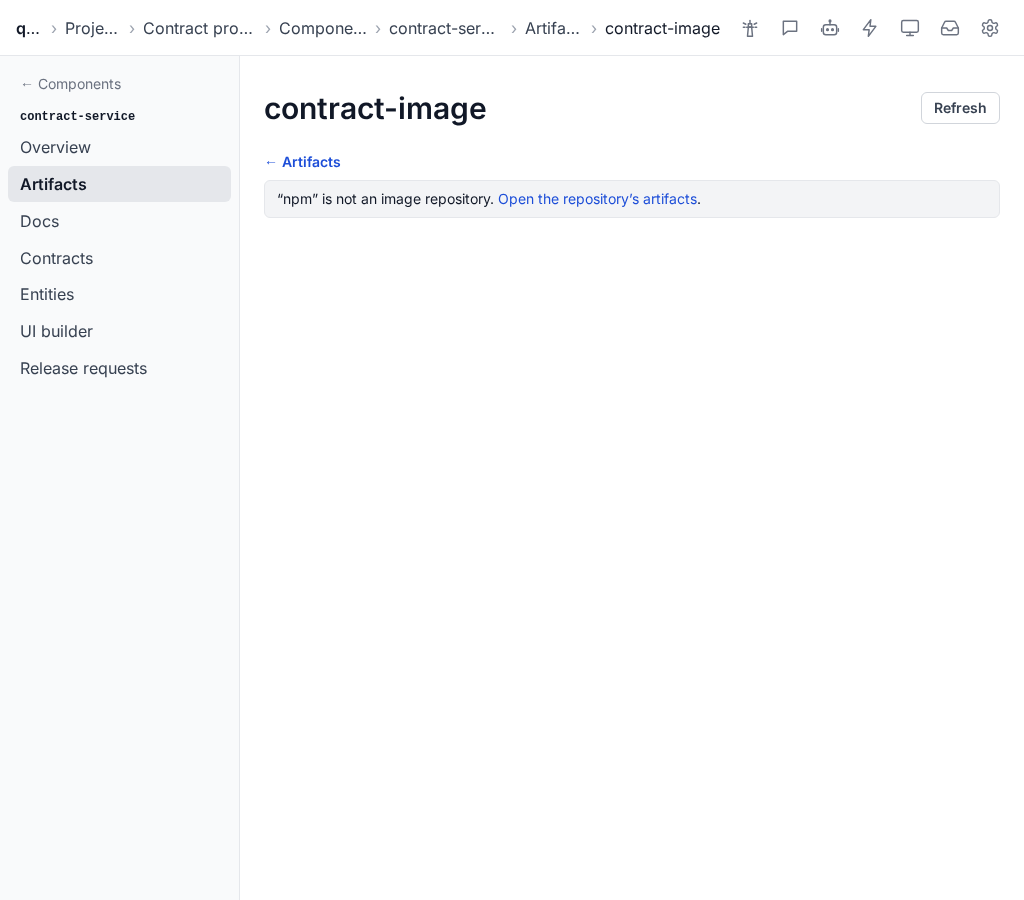 q... › Proje... › Contract pro... › Compone... › contract-ser... › Artifa... › contract-image
← Components
contract-service
Overview
Artifacts
Docs
Contracts
Entities
UI builder
Release requests
contract-image
Refresh
← Artifacts
“npm” is not an image repository. Open the repository’s artifacts.